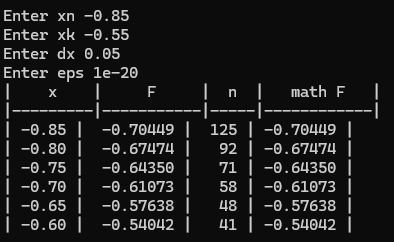 Enter xn -0.85
Enter xk -0.55
Enter dx 0.05
Enter eps 1e-20
|    x    |     F     |  n  |   math F   |
|---------|-----------|-----|------------|
| -0.85 |  -0.70449 |  125 | -0.70449 |
| -0.80 |  -0.67474 |   92 | -0.67474 |
| -0.75 |  -0.64350 |   71 | -0.64350 |
| -0.70 |  -0.61073 |   58 | -0.61073 |
| -0.65 |  -0.57638 |   48 | -0.57638 |
| -0.60 |  -0.54042 |   41 | -0.54042 |